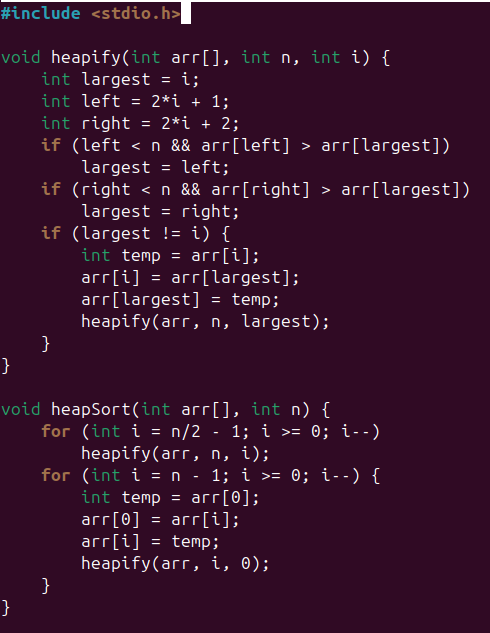 #include <stdio.h>

void heapify(int arr[], int n, int i) {
    int largest = i;
    int left = 2*i + 1;
    int right = 2*i + 2;
    if (left < n && arr[left] > arr[largest])
        largest = left;
    if (right < n && arr[right] > arr[largest])
        largest = right;
    if (largest != i) {
        int temp = arr[i];
        arr[i] = arr[largest];
        arr[largest] = temp;
        heapify(arr, n, largest);
    }
}

void heapSort(int arr[], int n) {
    for (int i = n/2 - 1; i >= 0; i--)
        heapify(arr, n, i);
    for (int i = n - 1; i >= 0; i--) {
        int temp = arr[0];
        arr[0] = arr[i];
        arr[i] = temp;
        heapify(arr, i, 0);
    }
}